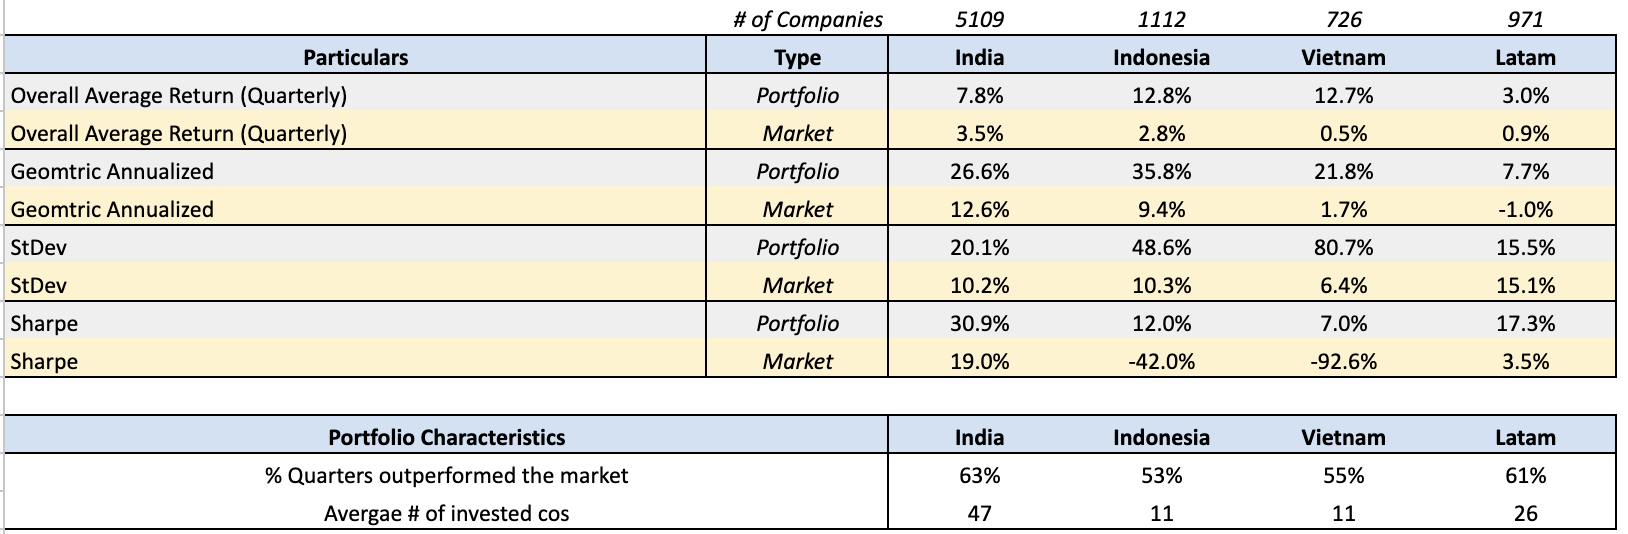 # of Companies 5109 1112 726 971
Particulars Type India Indonesia Vietnam Latam
Overall Average Return (Quarterly) Portfolio 7.8% 12.8% 12.7% 3.0%
Overall Average Return (Quarterly) Market 3.5% 2.8% 0.5% 0.9%
Geomtric Annualized Portfolio 26.6% 35.8% 21.8% 7.7%
Geomtric Annualized Market 12.6% 9.4% 1.7% -1.0%
StDev Portfolio 20.1% 48.6% 80.7% 15.5%
StDev Market 10.2% 10.3% 6.4% 15.1%
Sharpe Portfolio 30.9% 12.0% 7.0% 17.3%
Sharpe Market 19.0% -42.0% -92.6% 3.5%
Portfolio Characteristics India Indonesia Vietnam Latam
% Quarters outperformed the market 63% 53% 55% 61%
Avergae # of invested cos 47 11 11 26